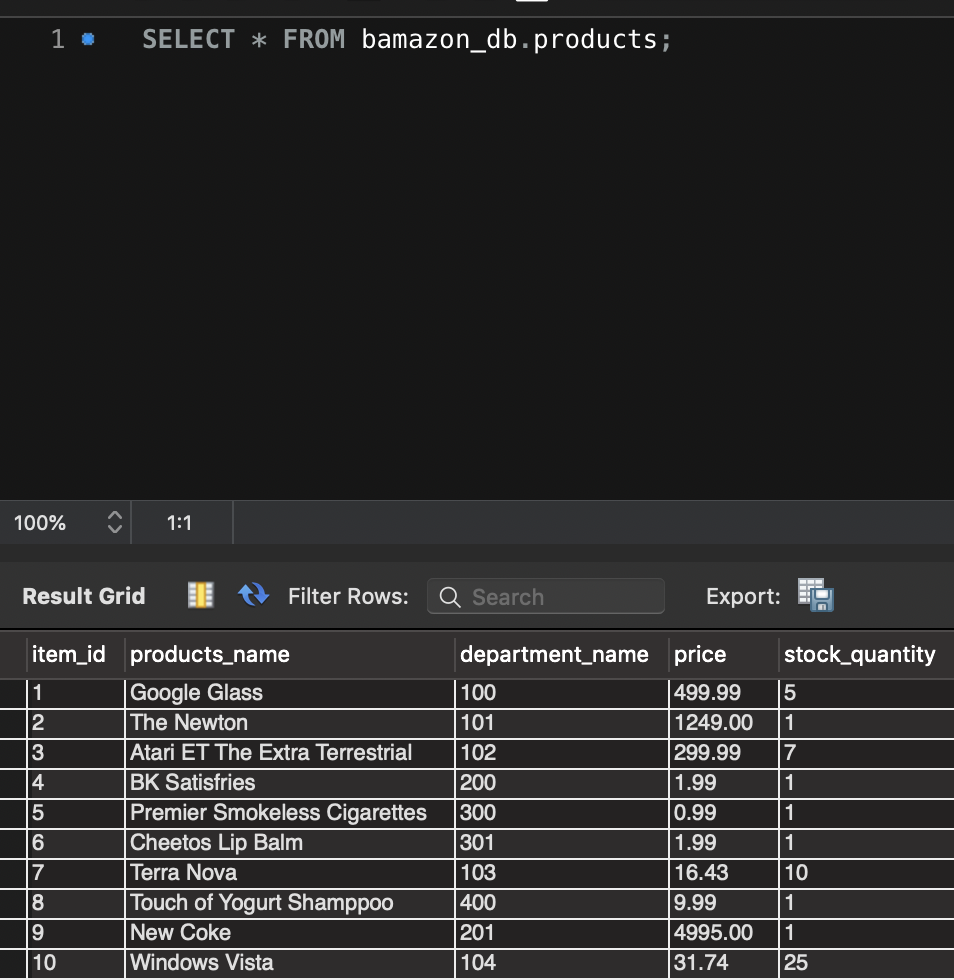 1 SELECT * FROM bamazon_db.products;
100% 1:1
Result Grid Filter Rows: Search Export:
item_id products_name department_name price stock_quantity
1 Google Glass 100 499.99 5
2 The Newton 101 1249.00 1
3 Atari ET The Extra Terrestrial 102 299.99 7
4 BK Satisfries 200 1.99 1
5 Premier Smokeless Cigarettes 300 0.99 1
6 Cheetos Lip Balm 301 1.99 1
7 Terra Nova 103 16.43 10
8 Touch of Yogurt Shamppoo 400 9.99 1
9 New Coke 201 4995.00 1
10 Windows Vista 104 31.74 25